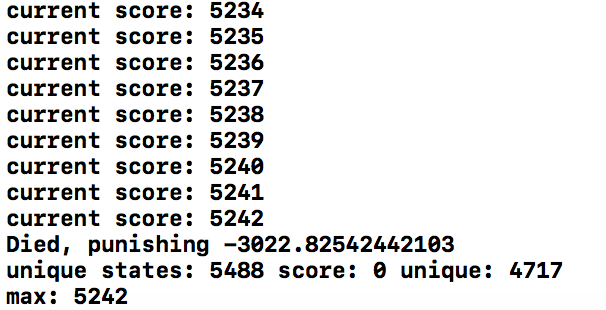 current score: 5234
current score: 5235
current score: 5236
current score: 5237
current score: 5238
current score: 5239
current score: 5240
current score: 5241
current score: 5242
Died, punishing -3022.82542442103
unique states: 5488 score: 0 unique: 4717
max: 5242